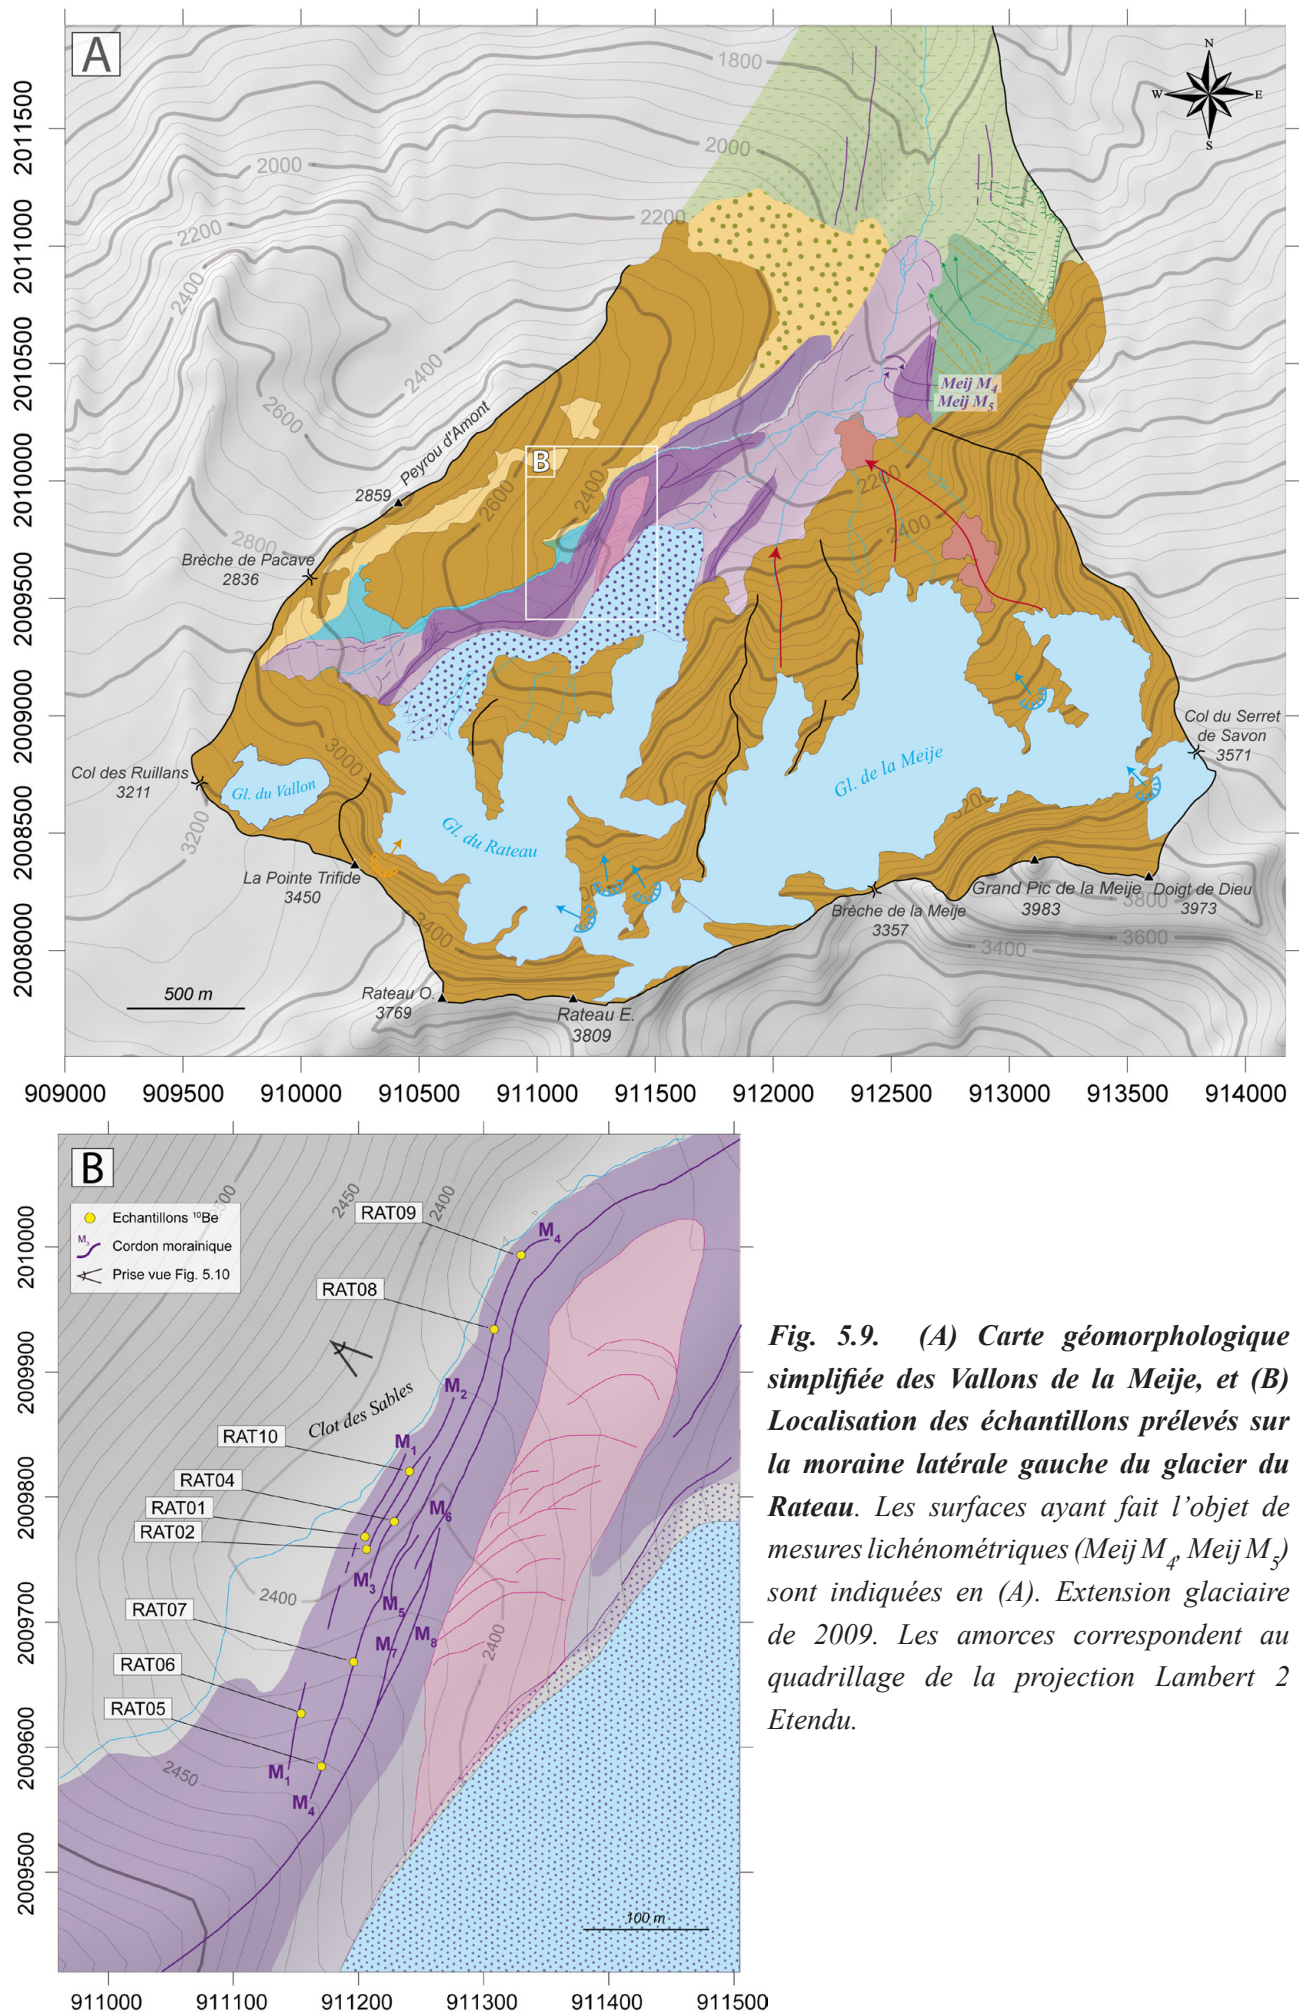 A
N
W
E
S
1800
2000
2000
2200
2200
2400
2400
2600
2800
2600
2400
2400
3000
3200
3400
3200
3800
3600
3400
2011500
2011000
2010500
2010000
2009500
2009000
2008500
2008000
Meij M4
Meij M5
B
Peyrou d'Amont
2859
Brèche de Pacave
2836
Col des Ruillans
3211
Gl. du Vallon
Gl. du Rateau
Gl. de la Meije
Col du Serret
de Savon
3571
La Pointe Trifide
3450
Grand Pic de la Meije
3983
Doigt de Dieu
3973
Brèche de la Meije
3357
Rateau O.
3769
Rateau E.
3809
500 m
909000 909500 910000 910500 911000 911500 912000 912500 913000 913500 914000
B
Echantillons ¹⁰Be
M3
Cordon morainique
Prise vue Fig. 5.10
2450
2400
RAT09
M4
RAT08
Clot des Sables
M2
M1
RAT10
RAT04
RAT01
RAT02
M6
M3
2400
M5
RAT07
M8
M7
2400
RAT06
RAT05
M1
M4
2450
100 m
2010000
2009900
2009800
2009700
2009600
2009500
911000 911100 911200 911300 911400 911500
Fig. 5.9. (A) Carte géomorphologique
simplifiée des Vallons de la Meije, et (B)
Localisation des échantillons prélevés sur
la moraine latérale gauche du glacier du
Rateau. Les surfaces ayant fait l'objet de
mesures lichénométriques (Meij M4, Meij M5)
sont indiquées en (A). Extension glaciaire
de 2009. Les amorces correspondent au
quadrillage de la projection Lambert 2
Etendu.